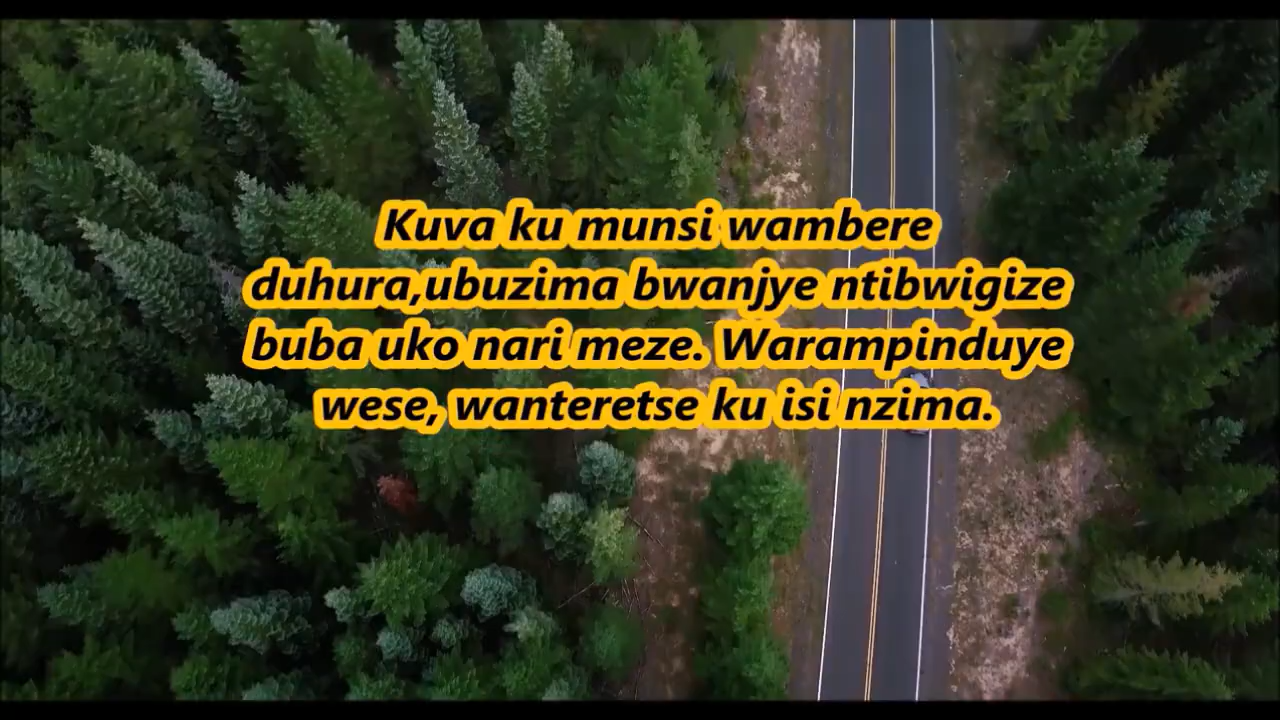 Kuva ku munsi wambere
duhura,ubuzima bwanjye ntibwigize
buba uko nari meze. Warampinduye
wese, wanteretse ku isi nzima.